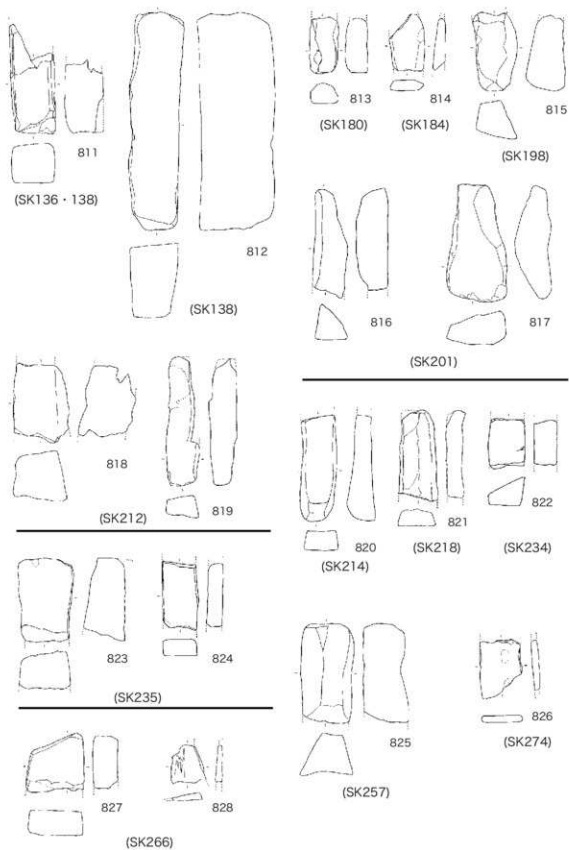 811
(SK136・138)
812
(SK138)
813
(SK180)
814
(SK184)
815
(SK198)
816
817
(SK201)
818
819
(SK212)
820
(SK214)
821
(SK218)
822
(SK234)
823
824
(SK235)
825
(SK257)
826
(SK274)
827
828
(SK266)